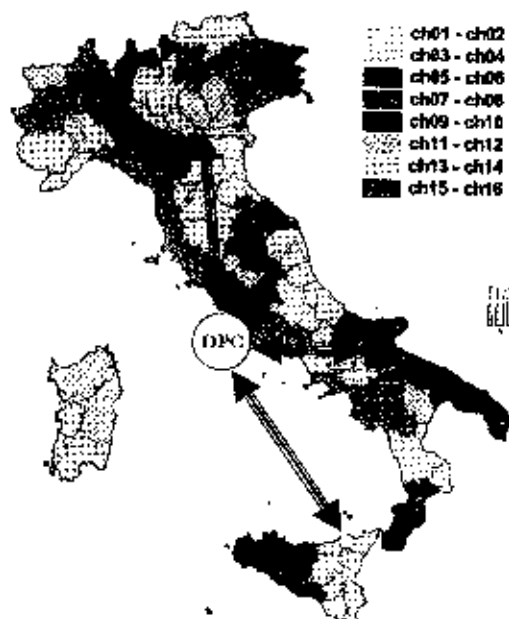 ch01 - ch02
ch03 - ch04
ch05 - ch06
ch07 - ch08
ch09 - ch10
ch11 - ch12
ch13 - ch14
ch15 - ch16
DPC